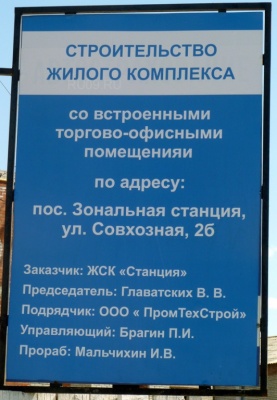 СТРОИТЕЛЬСТВО
ЖИЛОГО КОМПЛЕКСА
со встроенными
торгово-офисными
помещенияи
по адресу:
пос. Зональная станция,
ул. Совхозная, 2б
Заказчик: ЖСК «Станция»
Председатель: Главатских В. В.
Подрядчик: ООО « ПромТехСтрой»
Управляющий: Брагин П.И.
Прораб: Мальчихин И.В.